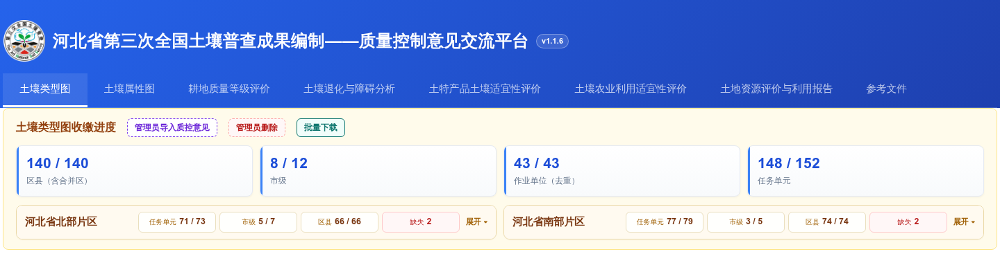 河北省第三次全国土壤普查成果编制——质量控制意见交流平台 v1.1.6
土壤类型图 土壤属性图 耕地质量等级评价 土壤退化与障碍分析 土特产品土壤适宜性评价 土壤农业利用适宜性评价 土地资源评价与利用报告 参考文件
土壤类型图收缴进度 管理员导入质控意见 管理员删除 批量下载
140 / 140 8 / 12 43 / 43 148 / 152
区县（含合并区） 市级 作业单位（去重） 任务单元
河北省北部片区 任务单元 71 / 73 市级 5 / 7 区县 66 / 66 缺失 2 展开 河北省南部片区 任务单元 77 / 79 市级 3 / 5 区县 74 / 74 缺失 2 展开